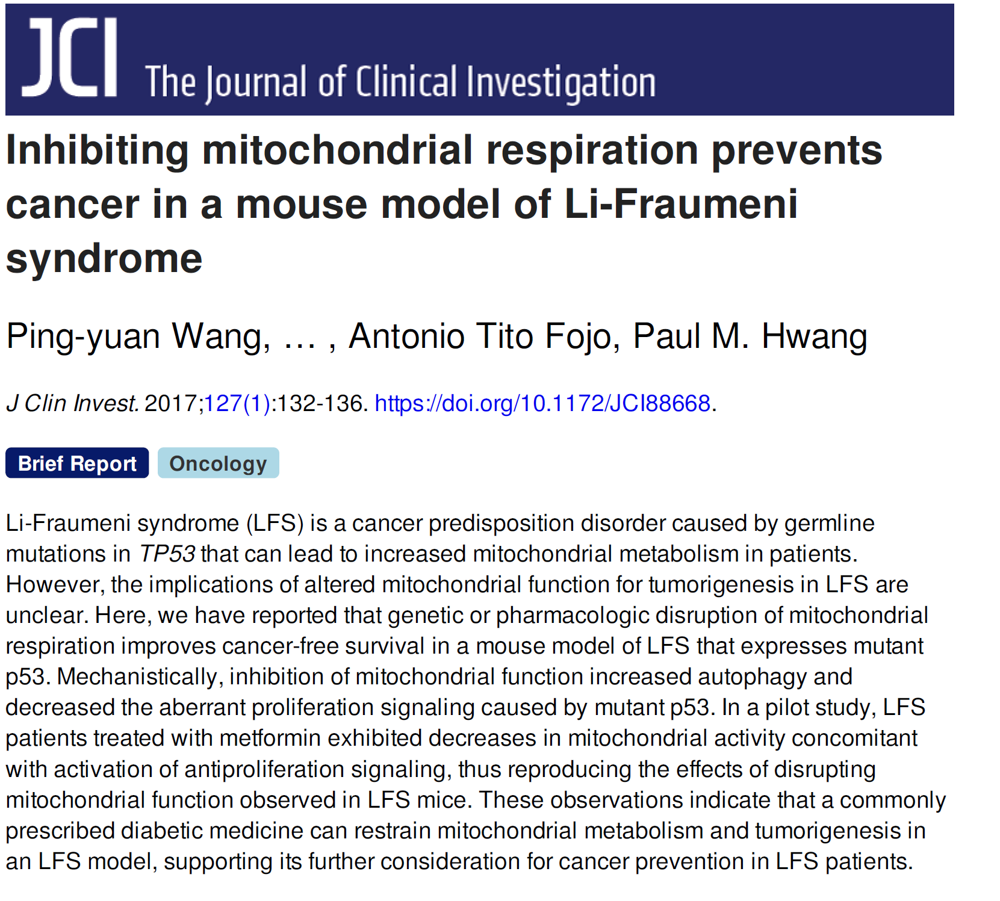 JCI The Journal of Clinical Investigation
Inhibiting mitochondrial respiration prevents
cancer in a mouse model of Li-Fraumeni
syndrome
Ping-yuan Wang, … , Antonio Tito Fojo, Paul M. Hwang
J Clin Invest. 2017;127(1):132-136. https://doi.org/10.1172/JCI88668.
Brief Report Oncology
Li-Fraumeni syndrome (LFS) is a cancer predisposition disorder caused by germline
mutations in TP53 that can lead to increased mitochondrial metabolism in patients.
However, the implications of altered mitochondrial function for tumorigenesis in LFS are
unclear. Here, we have reported that genetic or pharmacologic disruption of mitochondrial
respiration improves cancer-free survival in a mouse model of LFS that expresses mutant
p53. Mechanistically, inhibition of mitochondrial function increased autophagy and
decreased the aberrant proliferation signaling caused by mutant p53. In a pilot study, LFS
patients treated with metformin exhibited decreases in mitochondrial activity concomitant
with activation of antiproliferation signaling, thus reproducing the effects of disrupting
mitochondrial function observed in LFS mice. These observations indicate that a commonly
prescribed diabetic medicine can restrain mitochondrial metabolism and tumorigenesis in
an LFS model, supporting its further consideration for cancer prevention in LFS patients.